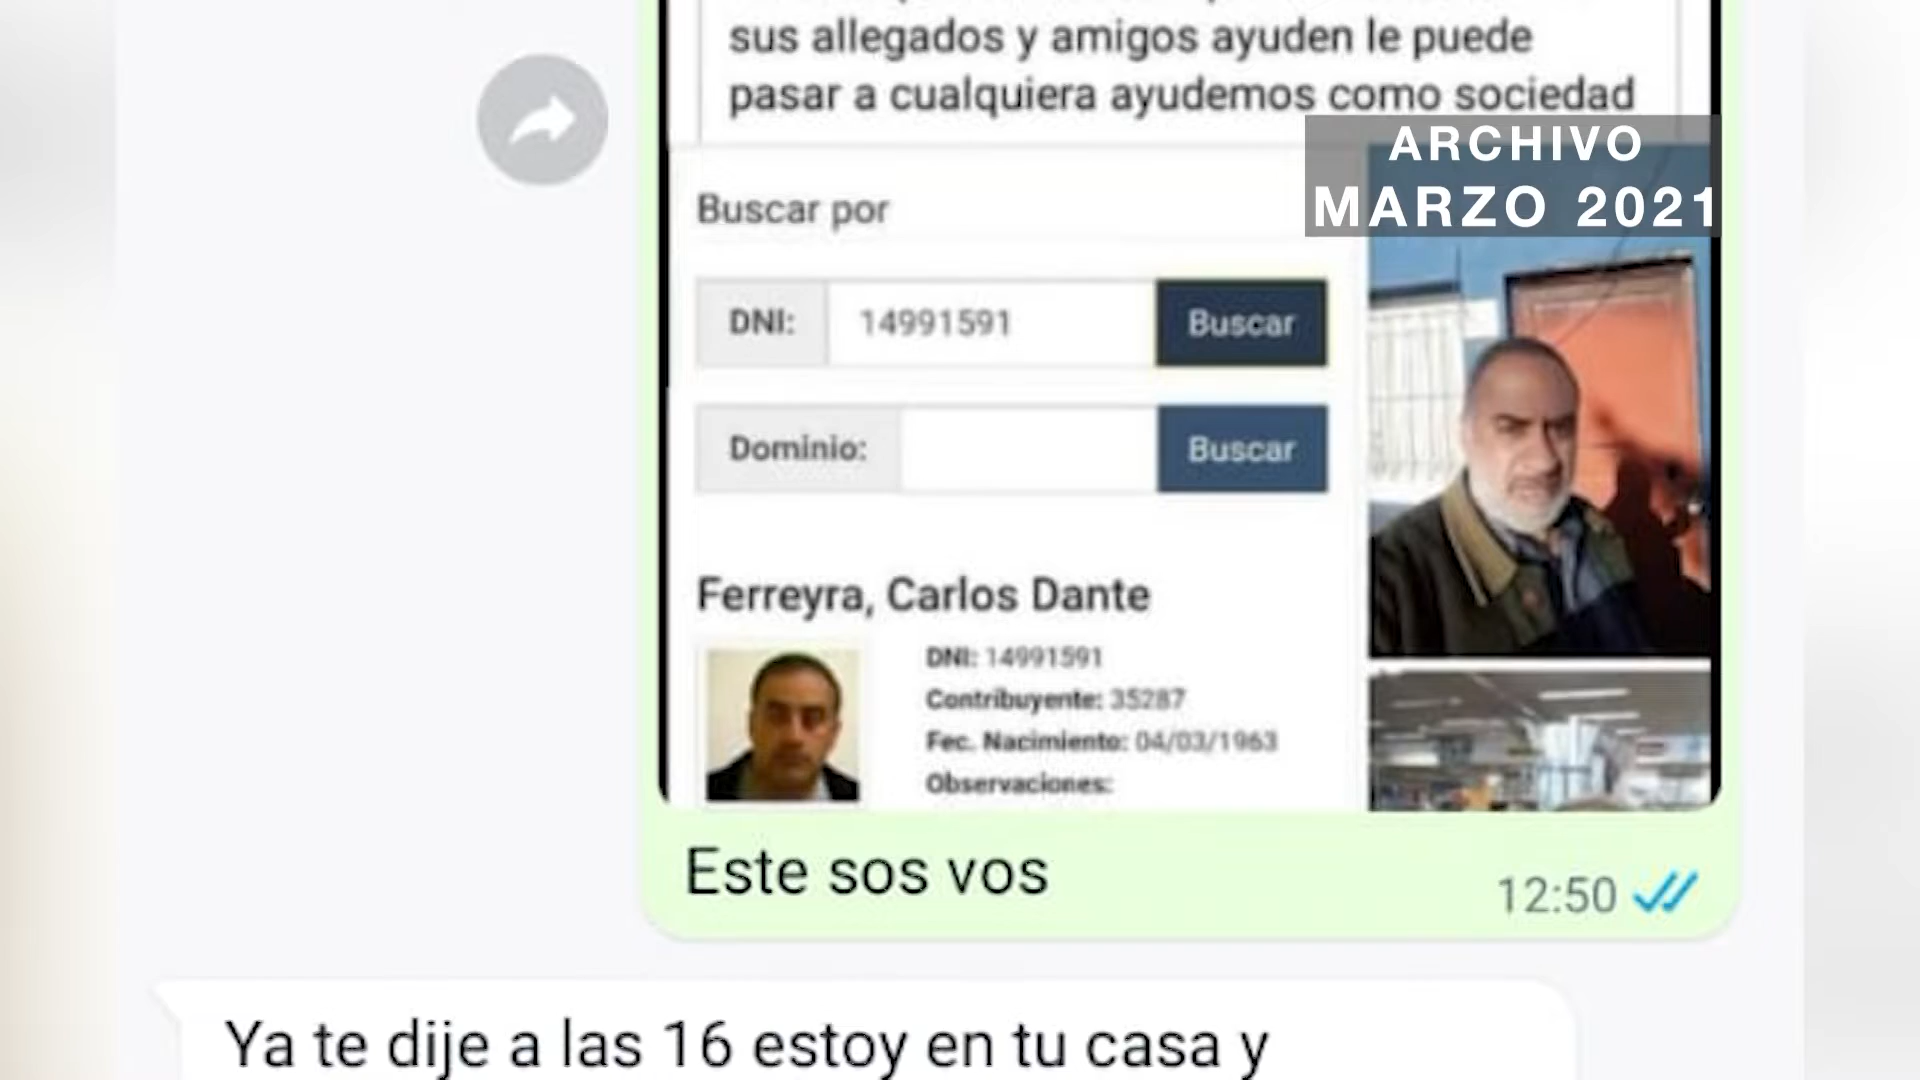 sus allegados y amigos ayuden le puede
pasar a cualquiera ayudemos como sociedad
ARCHIVO
MARZO 2021
Buscar por
DNI: 14991591 Buscar
Dominio: Buscar
Ferreyra, Carlos Dante
DNI: 14991591
Contribuyente: 35287
Fec. Nacimiento: 04/03/1963
Observaciones:
Este sos vos
12:50
Ya te dije a las 16 estoy en tu casa y